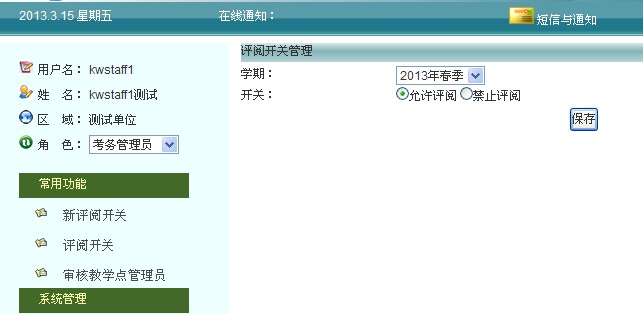 2013.3.15 星期五 在线通知： 短信与通知
用户名： kwstaff1
姓 名： kwstaff1测试
区 域： 测试单位
角 色： 考务管理员
常用功能
新评阅开关
评阅开关
审核教学点管理员
系统管理
评阅开关管理
学期： 2013年春季
开关： 允许评阅 禁止评阅
保存